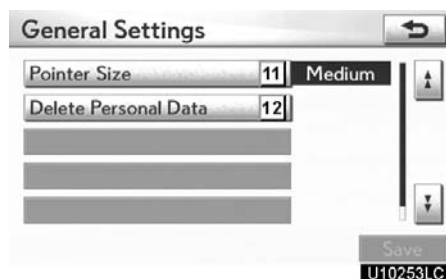 General Settings
Pointer Size 11 Medium
Delete Personal Data 12
Save
U10253LC